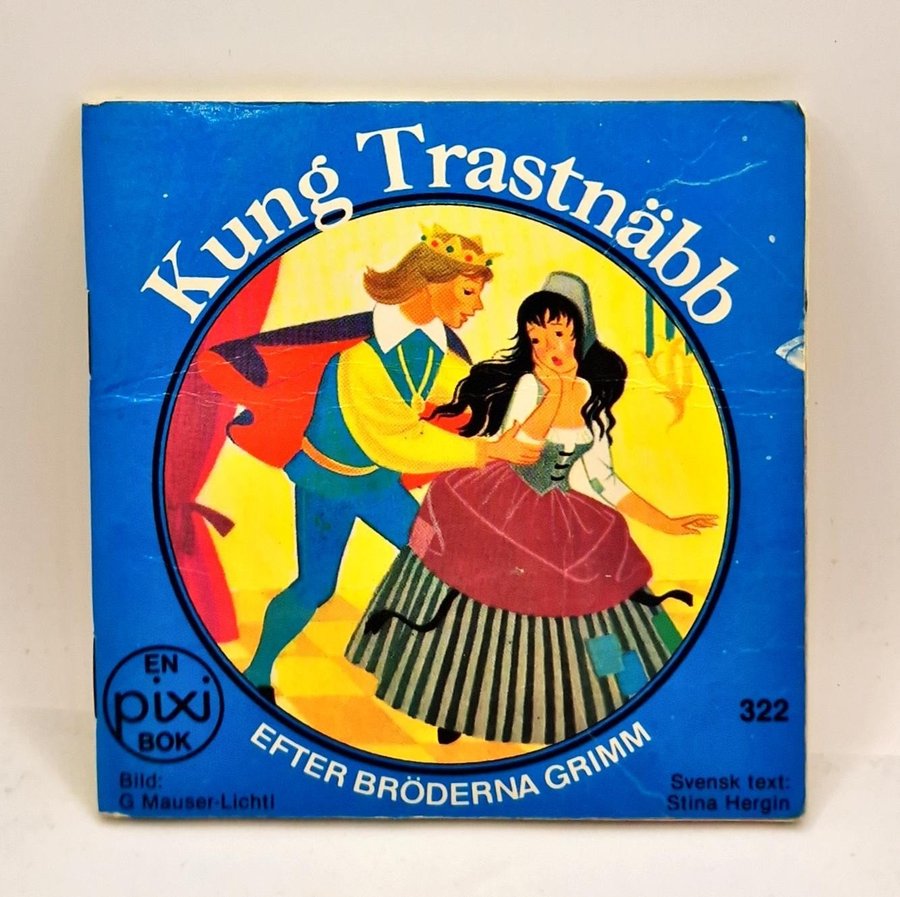 Kung Trastnäbb
EN
pixi
BOK
EFTER BRÖDERNA GRIMM
322
Bild:
G Mauser-Lichtl
Svensk text:
Stina Hergin